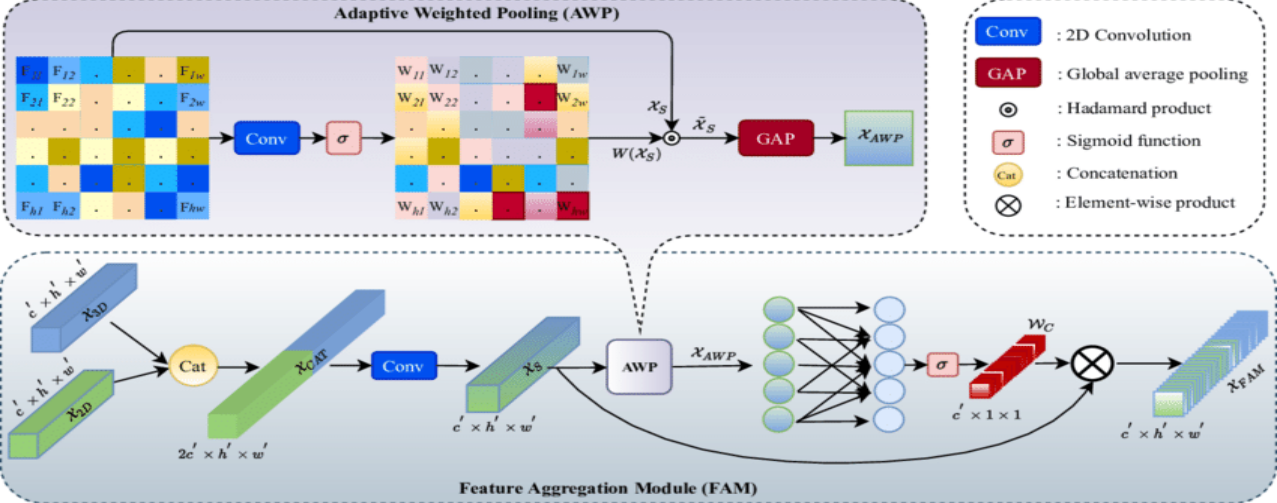 Adaptive Weighted Pooling (AWP)
F11 F12 . . . F1w
F21 F22 . . . F2w
. . . . . .
. . . . . .
. . . . . .
Fh1 Fh2 . . . Fhw
Conv
σ
W11 W12 . . . W1w
W21 W22 . . . W2w
. . . . . .
. . . . . .
. . . . . .
Wh1 Wh2 . . . Whw
𝒳S
W(𝒳S)
𝒳̃S
GAP
𝒳AWP
Conv : 2D Convolution
GAP : Global average pooling
: Hadamard product
σ : Sigmoid function
Cat : Concatenation
: Element-wise product
c′ × h′ × w′
𝒳3D
c′ × h′ × w′
𝒳2D
Cat
𝒳CAT
2c′ × h′ × w′
Conv
𝒳S
c′ × h′ × w′
AWP
𝒳AWP
σ
𝒲C
c′ × 1 × 1
𝒳FAM
c′ × h′ × w′
Feature Aggregation Module (FAM)